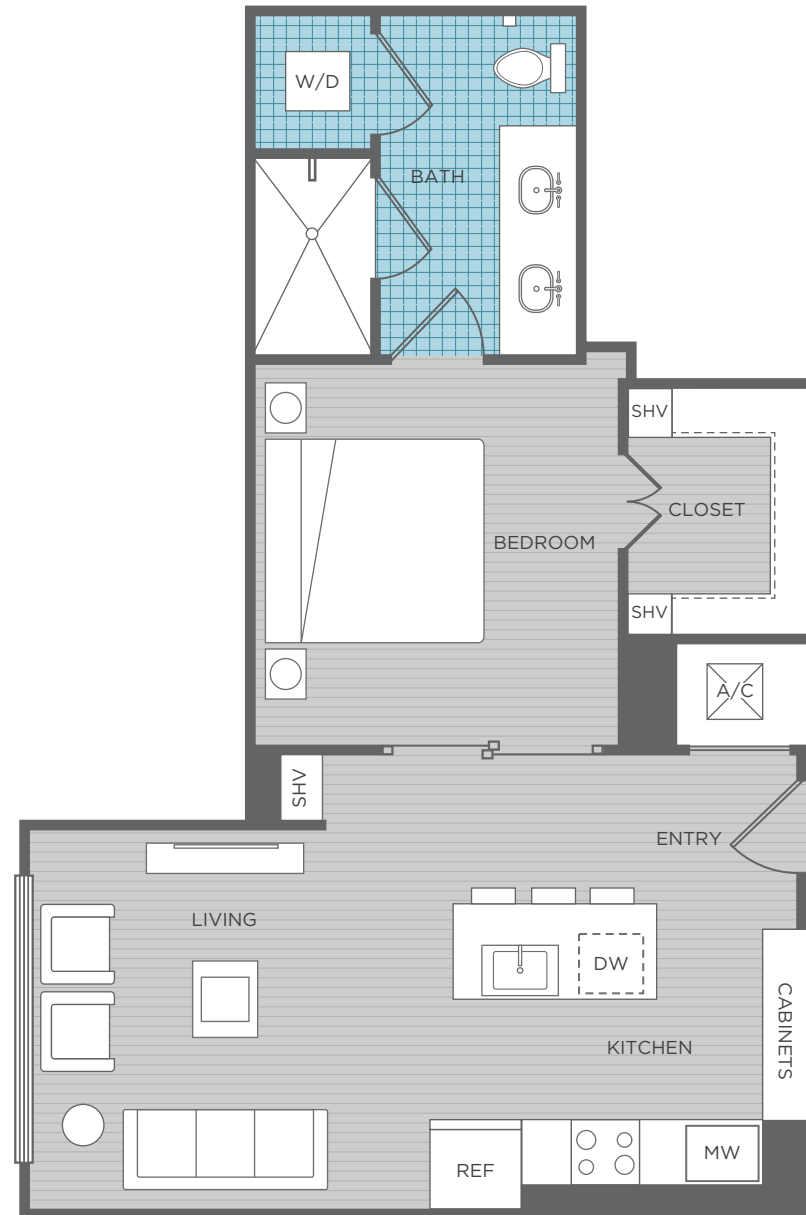 W/D
BATH
SHV
CLOSET
BEDROOM
SHV
A/C
SHV
ENTRY
LIVING
DW
CABINETS
KITCHEN
REF
MW